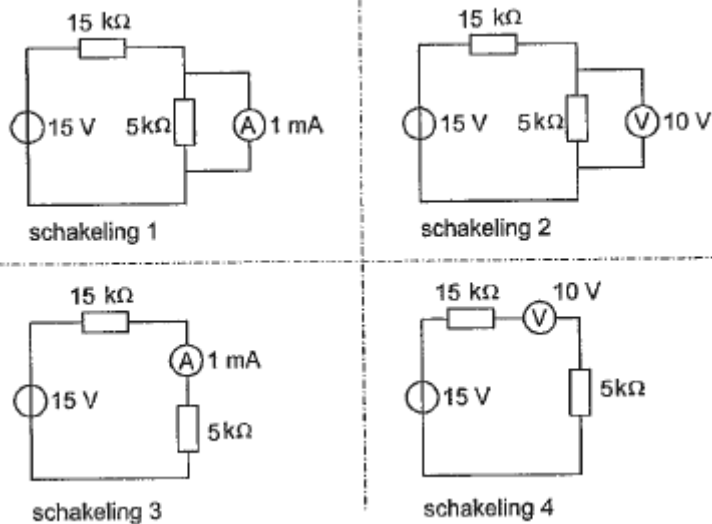 15 kΩ
15 V
5kΩ
A
1 mA
schakeling 1
15 kΩ
15 V
5kΩ
V
10 V
schakeling 2
15 kΩ
A
1 mA
15 V
5kΩ
schakeling 3
15 kΩ
10 V
V
15 V
5kΩ
schakeling 4